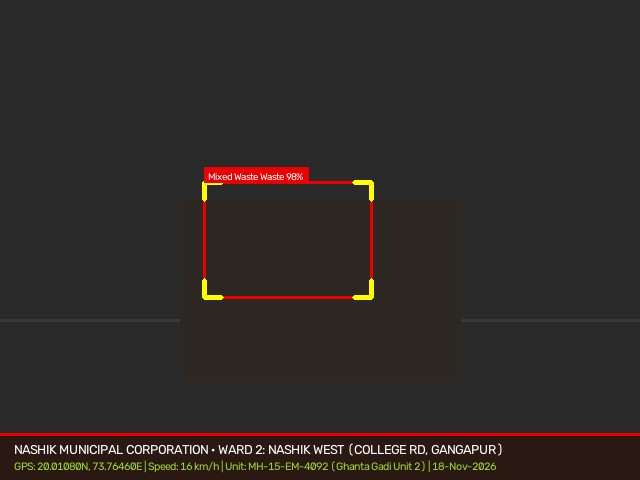 Mixed Waste Waste 98%
NASHIK MUNICIPAL CORPORATION • WARD 2: NASHIK WEST (COLLEGE RD, GANGAPUR)
GPS: 20.01080N, 73.76460E | Speed: 16 km/h | Unit: MH-15-EM-4092 (Ghanta Gadi Unit 2) | 18-Nov-2026